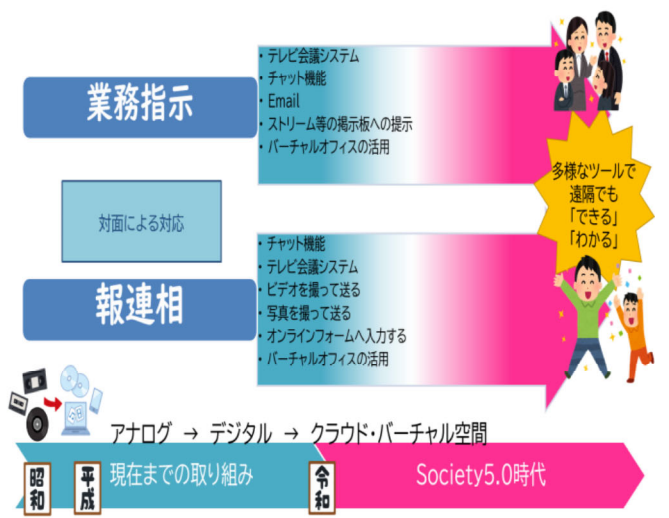 業務指示
・テレビ会議システム
・チャット機能
・Email
・ストリーム等の掲示板への提示
・バーチャルオフィスの活用
対面による対応
報連相
・チャット機能
・テレビ会議システム
・ビデオを撮って送る
・写真を撮って送る
・オンラインフォームへ入力する
・バーチャルオフィスの活用
多様なツールで
遠隔でも
「できる」
「わかる」
アナログ → デジタル → クラウド・バーチャル空間
昭和
平成
現在までの取り組み
令和
Society5.0時代